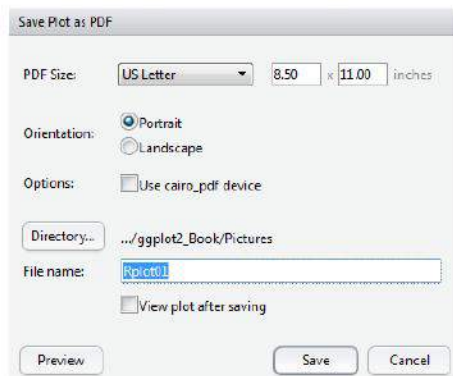 Save Plot as PDF
PDF Size: US Letter 8.50 x 11.00 inches
Orientation: Portrait
Landscape
Options: Use cairo_pdf device
Directory... .../ggplot2_Book/Pictures
File name: Rplot01
View plot after saving
Preview Save Cancel